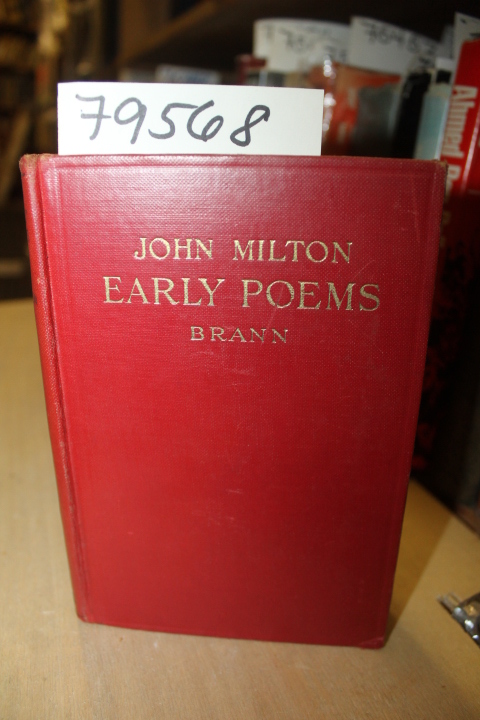 79568
JOHN MILTON
EARLY POEMS
BRANN